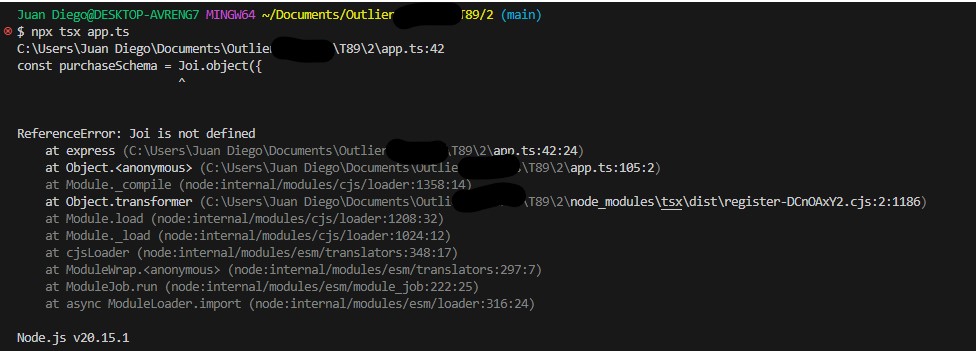 Juan Diego@DESKTOP-AVRENG7 MINGW64 ~/Documents/Outlier T89/2 (main)
$ npx tsx app.ts
C:\Users\Juan Diego\Documents\Outlie \T89\2\app.ts:42
const purchaseSchema = Joi.object({
^
ReferenceError: Joi is not defined
at express (C:\Users\Juan Diego\Documents\Outlier \T89\2\app.ts:42:24)
at Object.<anonymous> (C:\Users\Juan Diego\Documents\Outlie \T89\2\app.ts:105:2)
at Module._compile (node:internal/modules/cjs/loader:1358:14)
at Object.transformer (C:\Users\Juan Diego\Documents\Outli \T89\2\node_modules\tsx\dist\register-DCnOAxY2.cjs:2:1186)
at Module.load (node:internal/modules/cjs/loader:1208:32)
at Module._load (node:internal/modules/cjs/loader:1024:12)
at cjsLoader (node:internal/modules/esm/translators:348:17)
at ModuleWrap.<anonymous> (node:internal/modules/esm/translators:297:7)
at ModuleJob.run (node:internal/modules/esm/module_job:222:25)
at async ModuleLoader.import (node:internal/modules/esm/loader:316:24)
Node.js v20.15.1